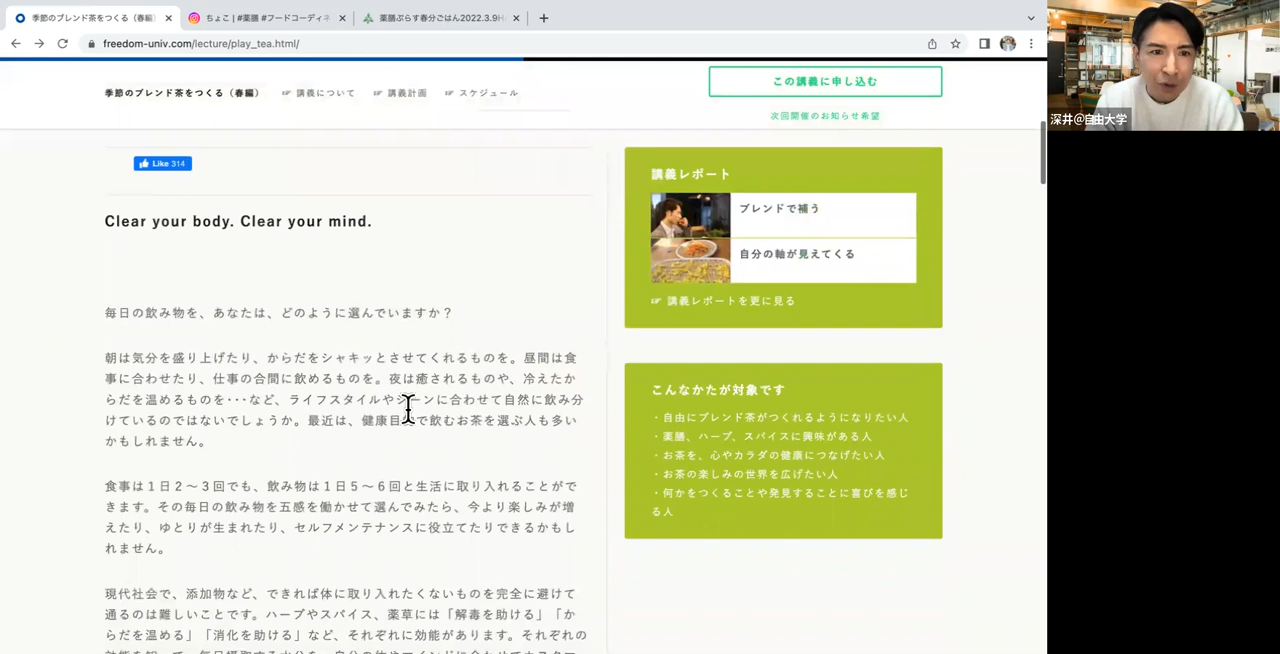 季節のブレンド茶をつくる（春編）
ちょこ | #薬膳 #フードコーディネ
薬膳ぷらす春分ごはん2022.3.9H
freedom-univ.com/lecture/play_tea.html/
深井@自由大学
季節のブレンド茶をつくる（春編）
☞ 講義について
☞ 講義計画
☞ スケジュール
この講義に申し込む
次回開催のお知らせ希望
Like 314
Clear your body. Clear your mind.
毎日の飲み物を、あなたは、どのように選んでいますか？
朝は気分を盛り上げたり、からだをシャキッとさせてくれるものを。昼間は食
事に合わせたり、仕事の合間に飲めるものを。夜は癒されるものや、冷えたか
らだを温めるものを･･･など、ライフスタイルやシーンに合わせて自然に飲み分
けているのではないでしょうか。最近は、健康目的で飲むお茶を選ぶ人も多い
かもしれません。
食事は１日２〜３回でも、飲み物は１日５〜６回と生活に取り入れることがで
きます。その毎日の飲み物を五感を働かせて選んでみたら、今より楽しみが増
えたり、ゆとりが生まれたり、セルフメンテナンスに役立てたりできるかもし
れません。
現代社会で、添加物など、できれば体に取り入れたくないものを完全に避けて
通るのは難しいことです。ハーブやスパイス、薬草には「解毒を助ける」「か
らだを温める」「消化を助ける」など、それぞれに効能があります。それぞれの
講義レポート
ブレンドで補う
自分の軸が見えてくる
☞ 講義レポートを更に見る
こんなかたが対象です
・自由にブレンド茶がつくれるようになりたい人
・薬膳、ハーブ、スパイスに興味がある人
・お茶を、心やカラダの健康につなげたい人
・お茶の楽しみの世界を広げたい人
・何かをつくることや発見することに喜びを感じ
る人